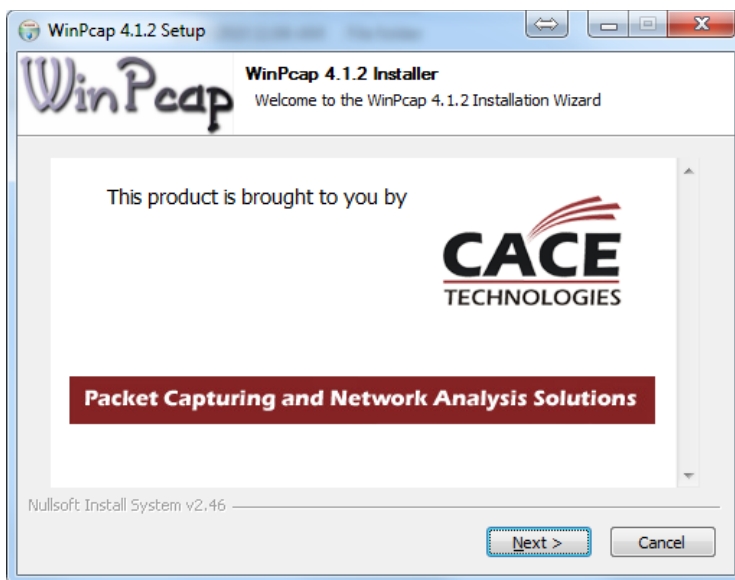 WinPcap 4.1.2 Setup
WinPcap
WinPcap 4.1.2 Installer
Welcome to the WinPcap 4.1.2 Installation Wizard
This product is brought to you by
CACE
TECHNOLOGIES
Packet Capturing and Network Analysis Solutions
Nullsoft Install System v2.46
Next >
Cancel